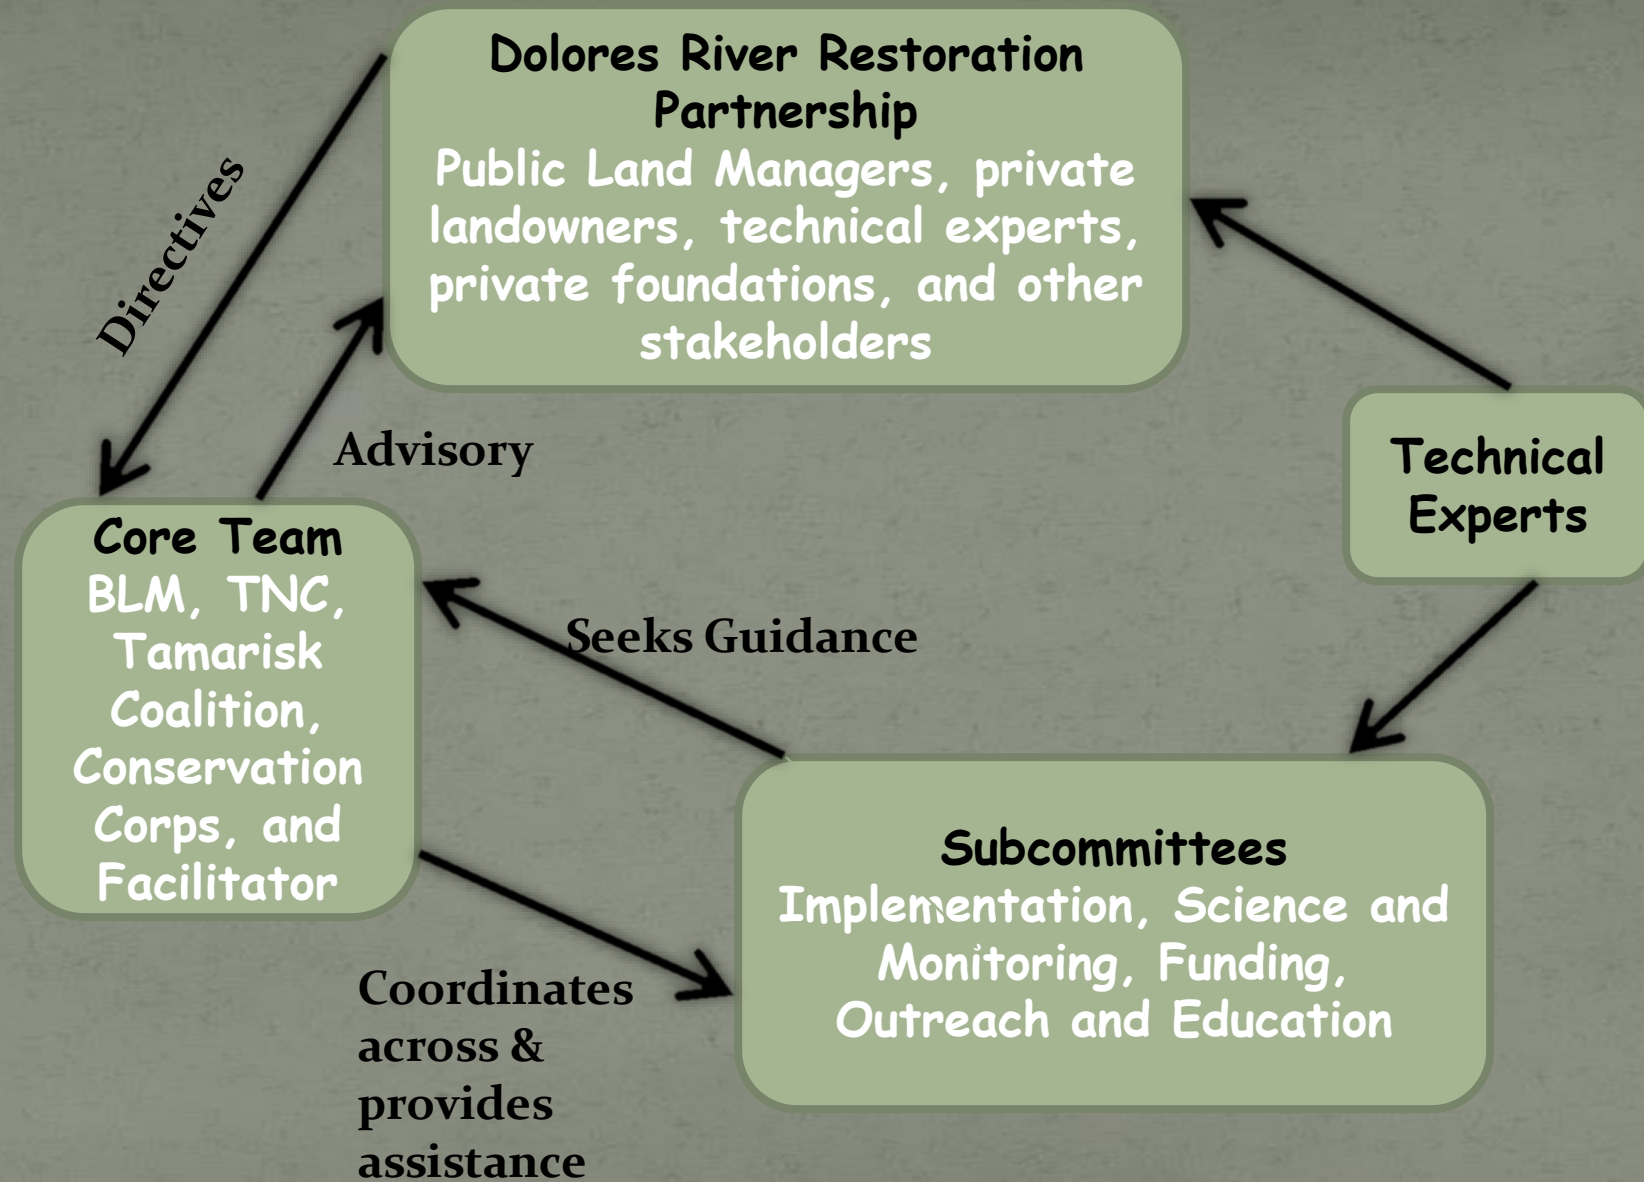 Dolores River Restoration
Partnership
Public Land Managers, private
landowners, technical experts,
private foundations, and other
stakeholders
Directives
Advisory
Technical
Experts
Core Team
BLM, TNC,
Tamarisk
Coalition,
Conservation
Corps, and
Facilitator
Seeks Guidance
Subcommittees
Implementation, Science and
Monitoring, Funding,
Outreach and Education
Coordinates
across &
provides
assistance